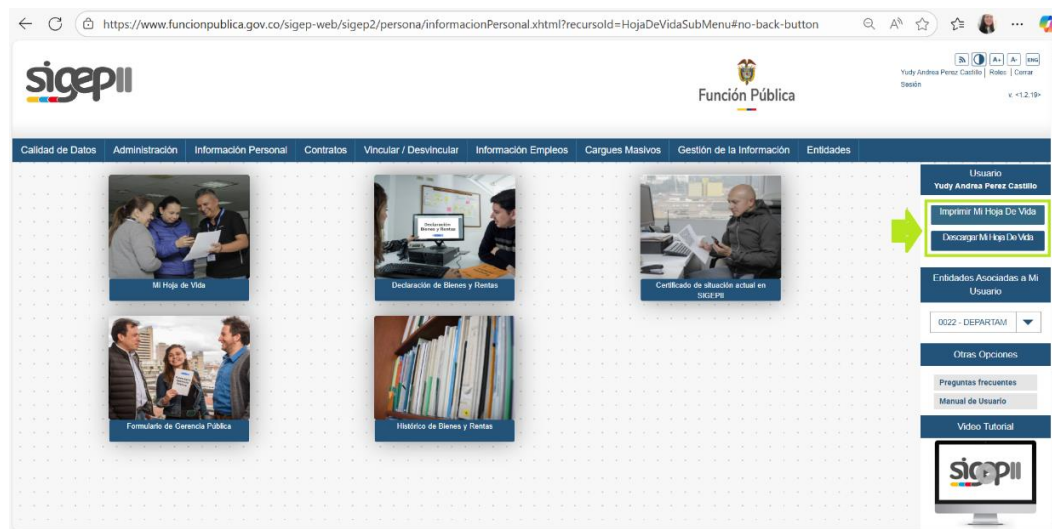 https://www.funcionpublica.gov.co/sigep-web/sigep2/persona/informacionPersonal.xhtml?recursoId=HojaDeVidaSubMenu#no-back-button
sigepII
Función Pública
A+ A- ENG
Yudy Andrea Perez Castillo | Roles | Cerrar
Sesión
v. <1.2.19>
Calidad de Datos Administración Información Personal Contratos Vincular / Desvincular Información Empleos Cargues Masivos Gestión de la Información Entidades
Usuario
Yudy Andrea Perez Castillo
Imprimir Mi Hoja De Vida
Descargar Mi Hoja De Vida
Declaración
Bienes y Rentas
Mi Hoja de Vida
Declaración de Bienes y Rentas
Certificado de situación actual en
SIGEPII
Entidades Asociadas a Mi
Usuario
0022 - DEPARTAM
Otras Opciones
Preguntas frecuentes
Manual de Usuario
Formulario de Gerencia Pública
Histórico de Bienes y Rentas
Video Tutorial
sigepII